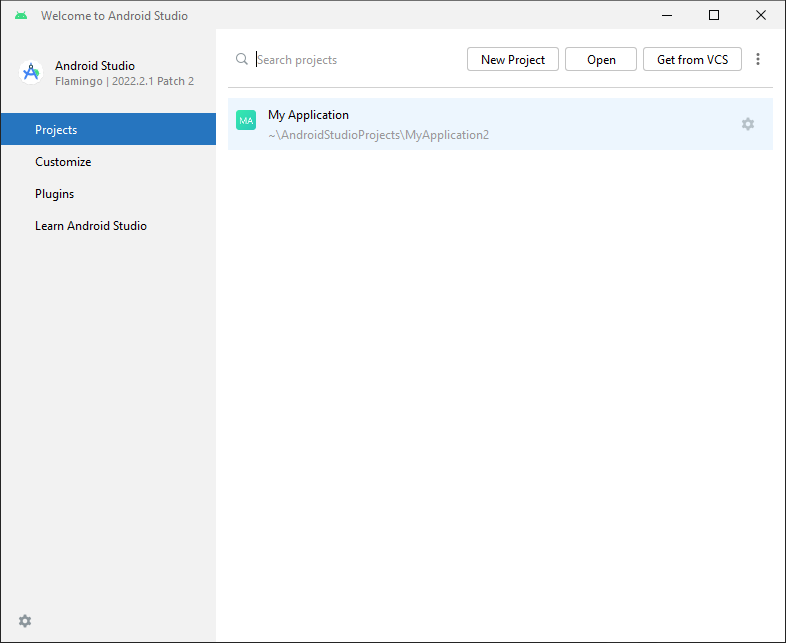 Welcome to Android Studio
Android Studio
Flamingo | 2022.2.1 Patch 2
Projects
Customize
Plugins
Learn Android Studio
Search projects
New Project
Open
Get from VCS
MA
My Application
~\AndroidStudioProjects\MyApplication2